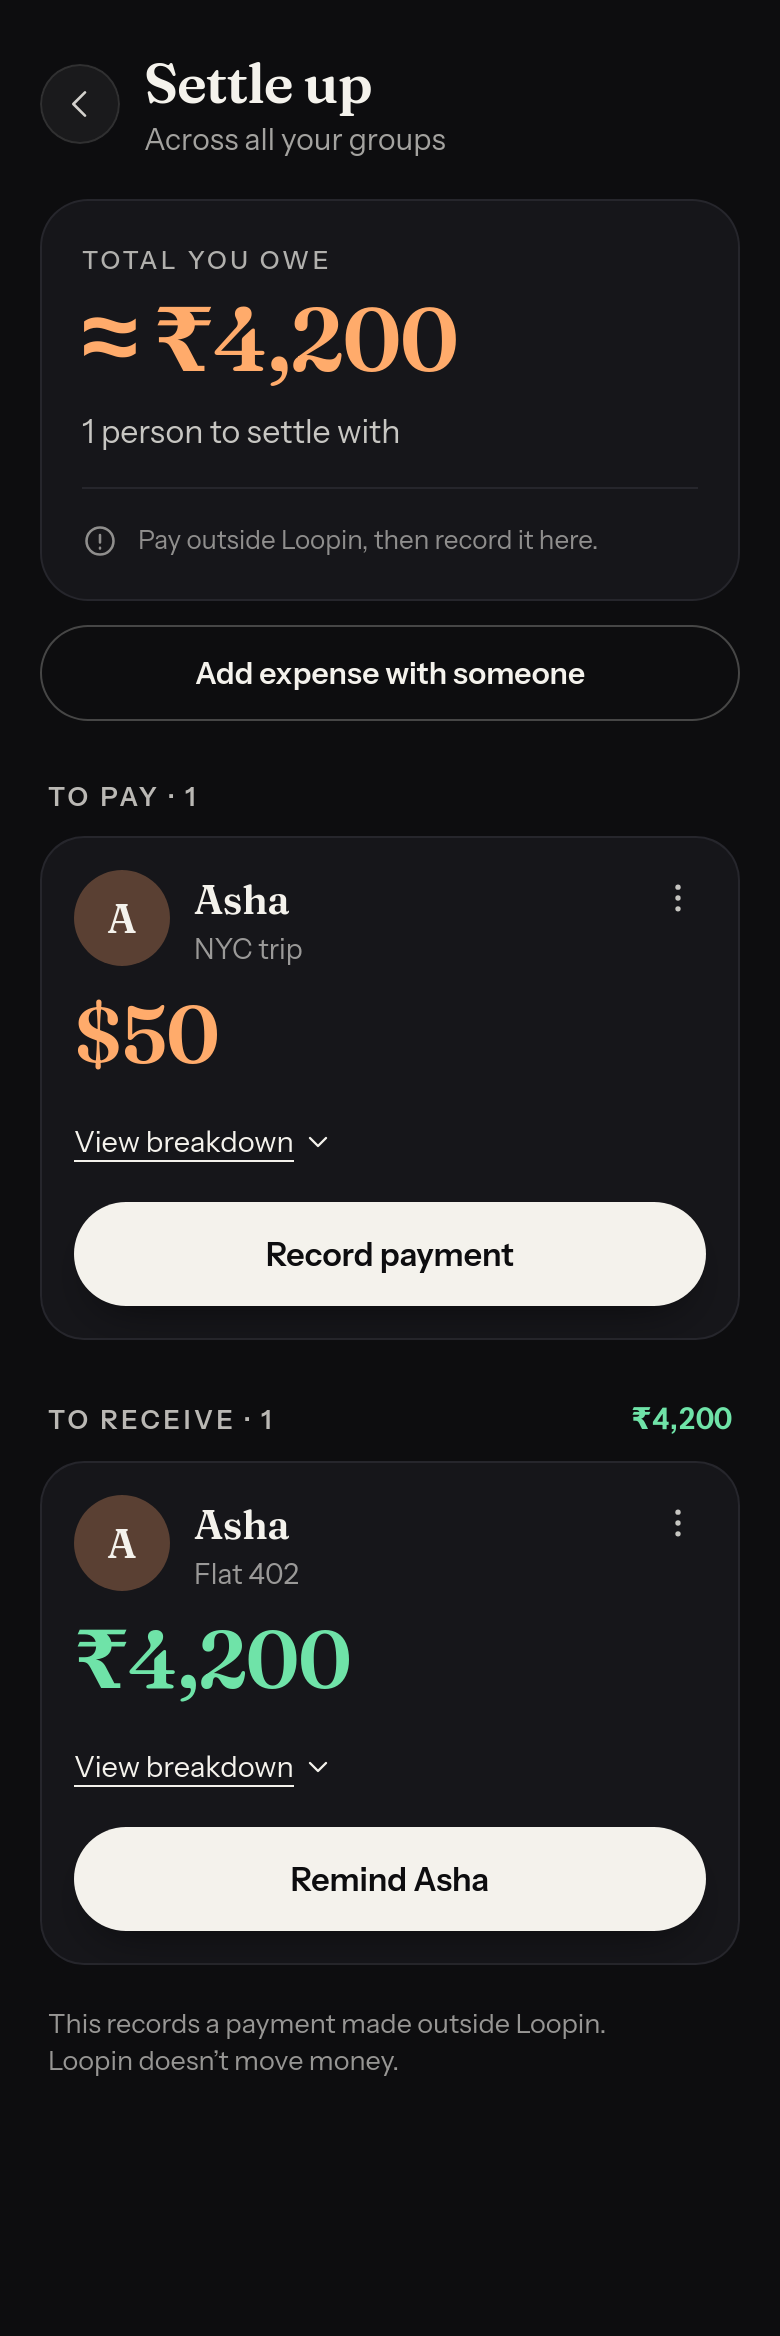 Settle up
Across all your groups
TOTAL YOU OWE
≈ ₹4,200
1 person to settle with
Pay outside Loopin, then record it here.
Add expense with someone
TO PAY · 1
A
Asha
NYC trip
$50
View breakdown
Record payment
TO RECEIVE · 1
₹4,200
A
Asha
Flat 402
₹4,200
View breakdown
Remind Asha
This records a payment made outside Loopin.
Loopin doesn’t move money.